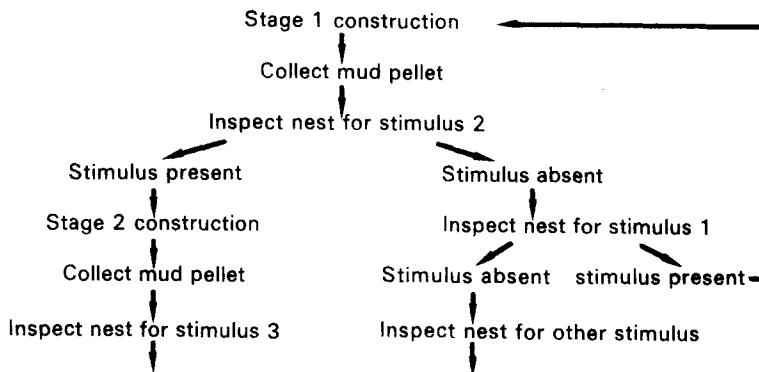 Stage 1 construction
Collect mud pellet
Inspect nest for stimulus 2
Stimulus present
Stimulus absent
Stage 2 construction
Inspect nest for stimulus 1
Collect mud pellet
Stimulus absent
stimulus present
Inspect nest for stimulus 3
Inspect nest for other stimulus